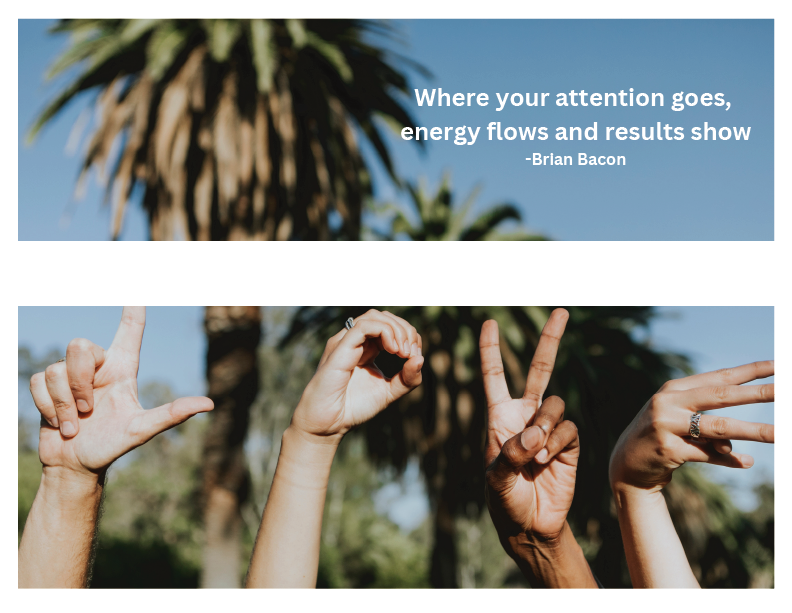 Where your attention goes,
energy flows and results show
-Brian Bacon